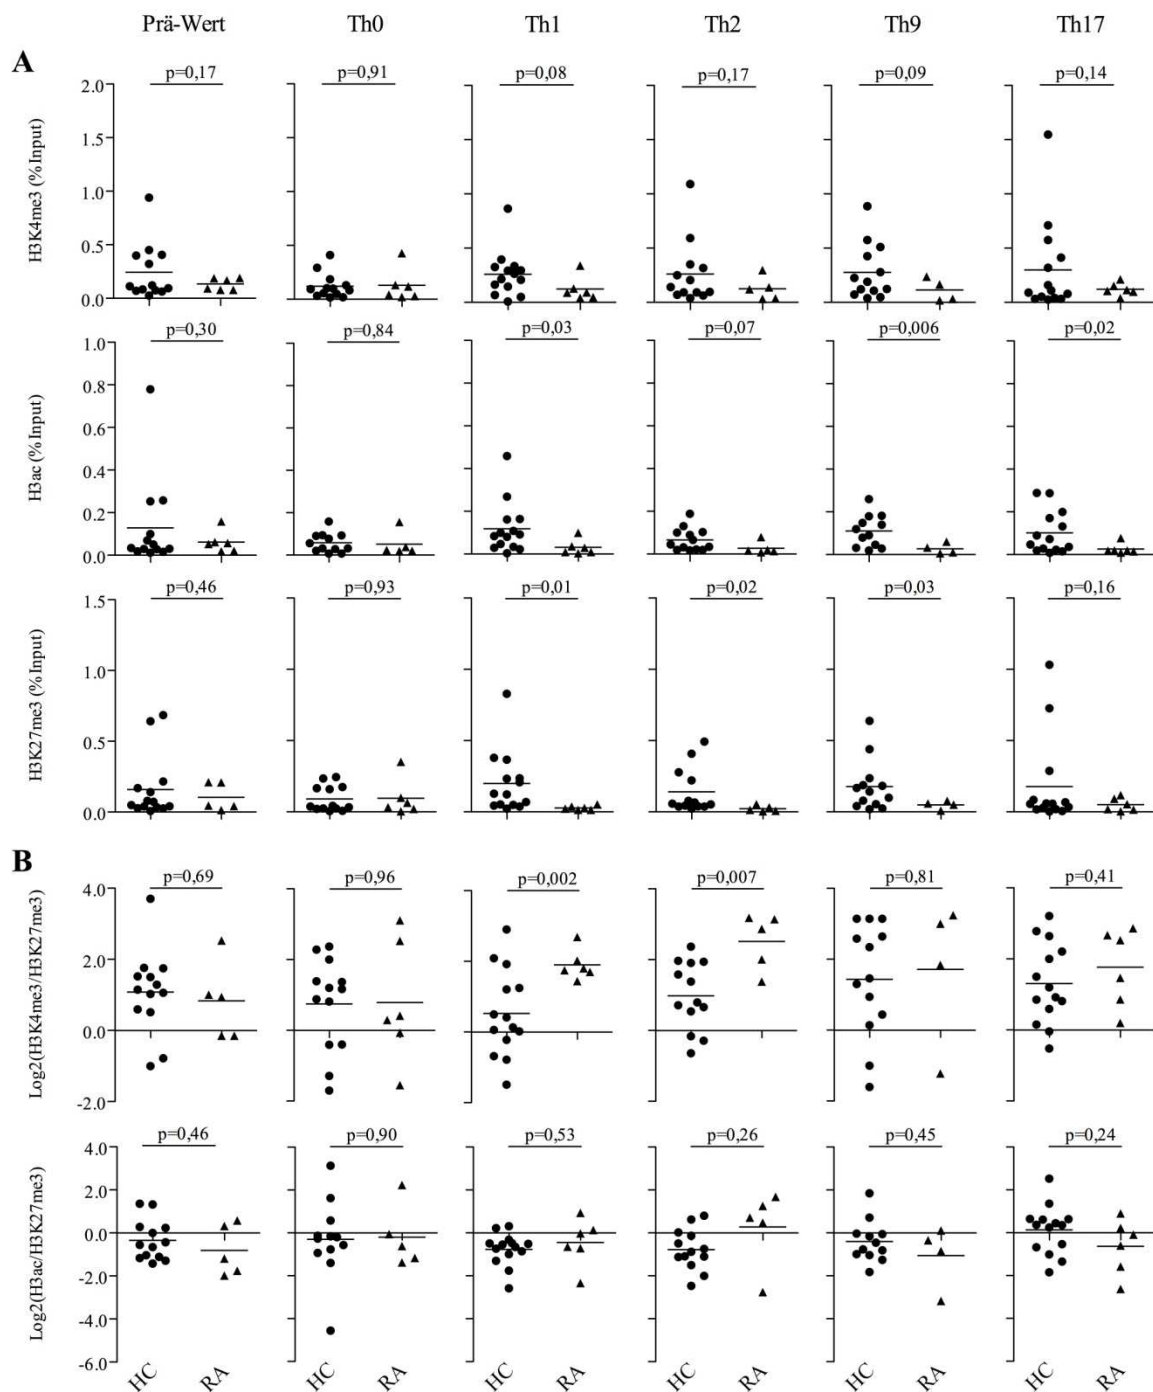 Prä-Wert Th0 Th1 Th2 Th9 Th17
A
p=0,17 p=0,91 p=0,08 p=0,17 p=0,09 p=0,14
H3K4me3 (%Input)
2.0
1.5
1.0
0.5
0.0
p=0,30 p=0,84 p=0,03 p=0,07 p=0,006 p=0,02
H3ac (%Input)
1.0
0.8
0.6
0.4
0.2
0.0
p=0,46 p=0,93 p=0,01 p=0,02 p=0,03 p=0,16
H3K27me3 (%Input)
1.5
1.0
0.5
0.0
B
p=0,69 p=0,96 p=0,002 p=0,007 p=0,81 p=0,41
Log2(H3K4me3/H3K27me3)
4.0
2.0
0.0
-2.0
p=0,46 p=0,90 p=0,53 p=0,26 p=0,45 p=0,24
Log2(H3ac/H3K27me3)
4.0
2.0
0.0
-2.0
-4.0
-6.0
HC RA HC RA HC RA HC RA HC RA HC RA